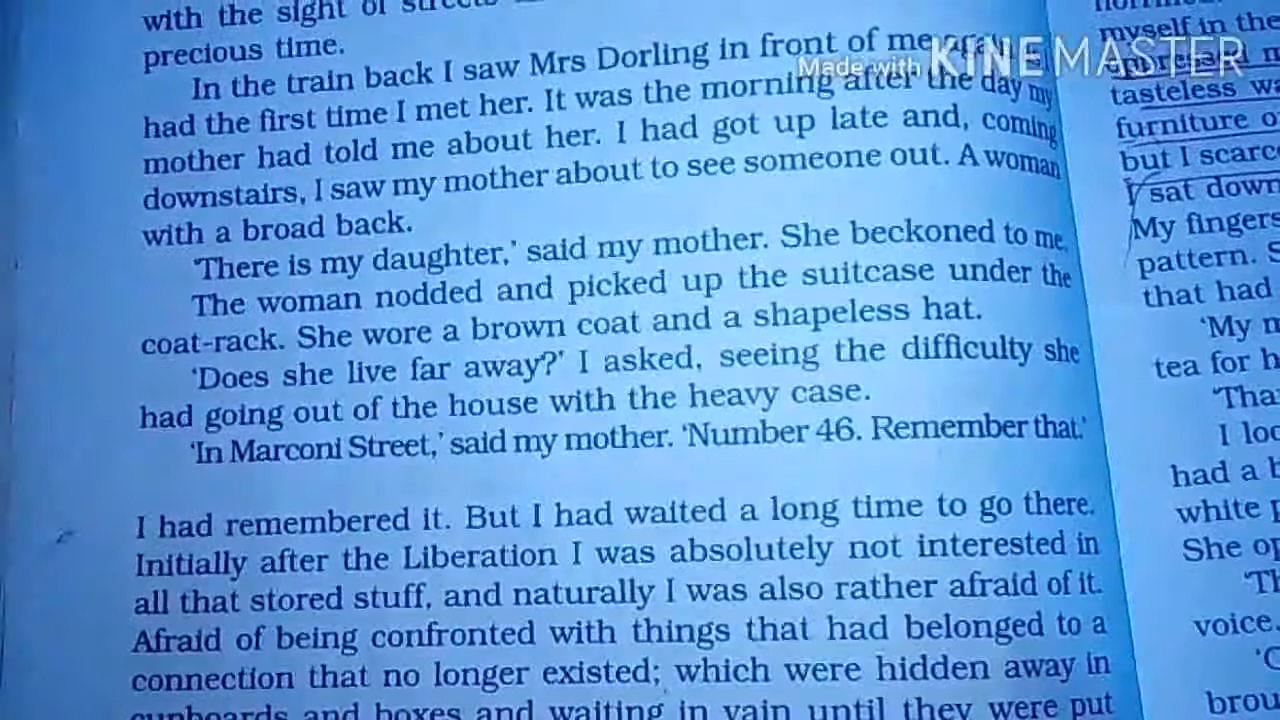 with the sight of streets
precious time.
In the train back I saw Mrs Dorling in front of me
had the first time I met her. It was the morning after the day my
mother had told me about her. I had got up late and, coming
downstairs, I saw my mother about to see someone out. A woman
with a broad back.
'There is my daughter,' said my mother. She beckoned to me.
The woman nodded and picked up the suitcase under the
coat-rack. She wore a brown coat and a shapeless hat.
'Does she live far away?' I asked, seeing the difficulty she
had going out of the house with the heavy case.
'In Marconi Street,' said my mother. 'Number 46. Remember that.'
I had remembered it. But I had waited a long time to go there.
Initially after the Liberation I was absolutely not interested in
all that stored stuff, and naturally I was also rather afraid of it.
Afraid of being confronted with things that had belonged to a
connection that no longer existed; which were hidden away in
cupboards and boxes and waiting in vain until they were put
Made with KINEMASTER
myself in the
tasteless
furniture
but I
I sat down
My fingers
pattern.
that had
'My
tea for
I
had a
white
She
voice.